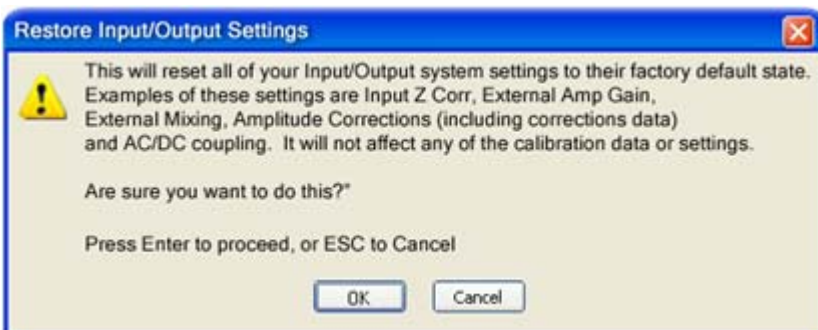 Restore Input/Output Settings
This will reset all of your Input/Output system settings to their factory default state.
Examples of these settings are Input Z Corr, External Amp Gain,
External Mixing, Amplitude Corrections (including corrections data)
and AC/DC coupling.  It will not affect any of the calibration data or settings.
Are sure you want to do this?"
Press Enter to proceed, or ESC to Cancel
OK
Cancel